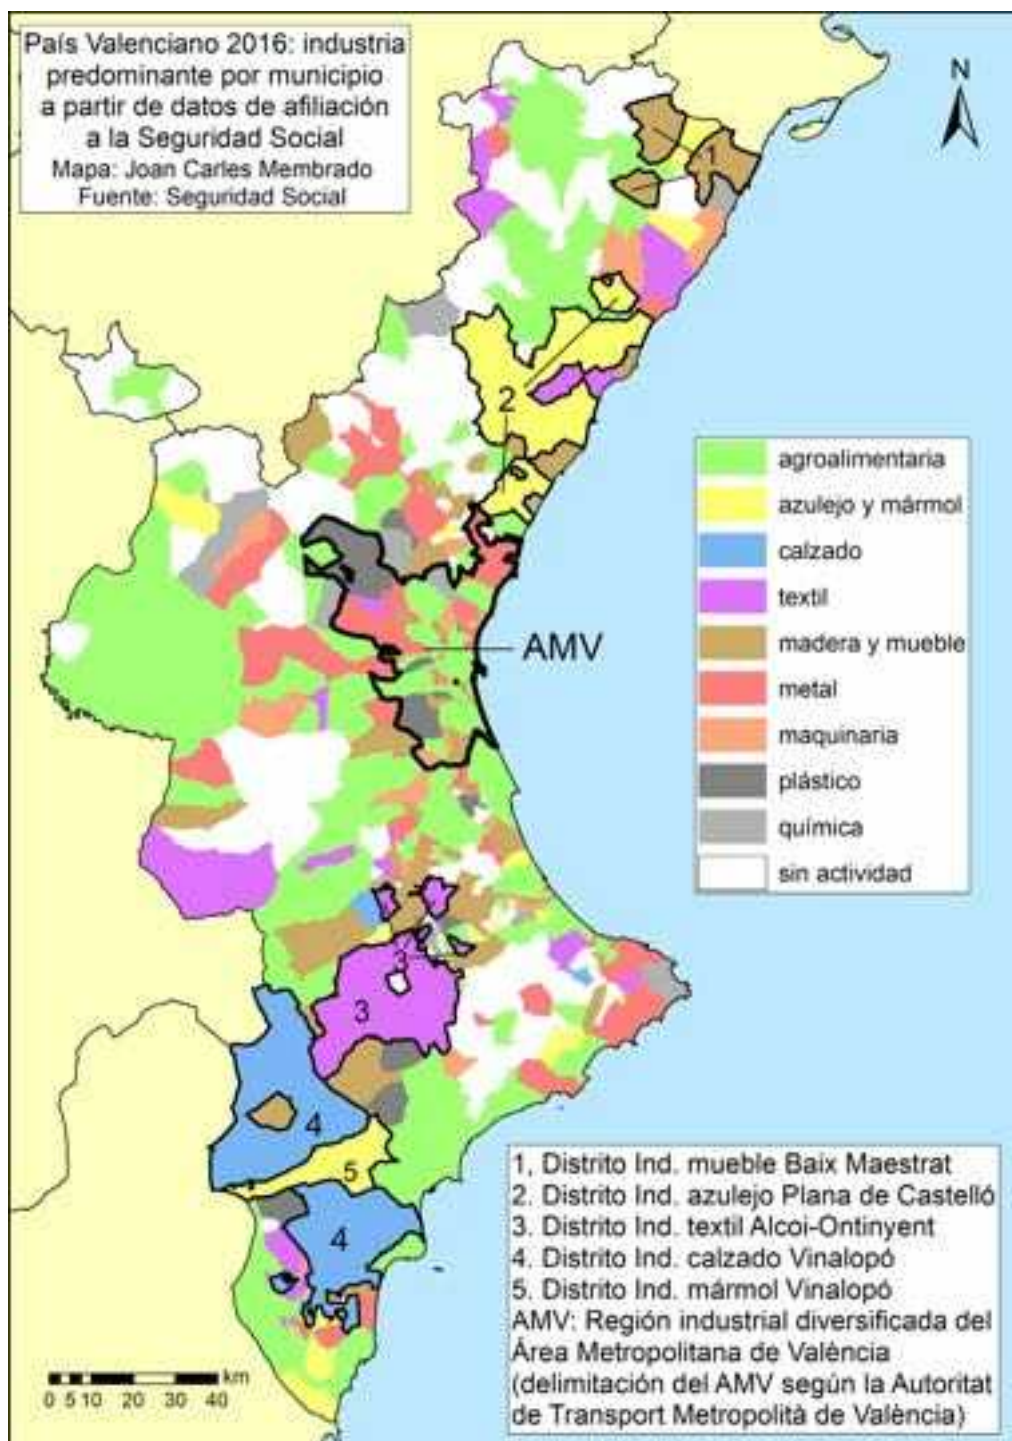 País Valenciano 2016: industria
predominante por municipio
a partir de datos de afiliación
a la Seguridad Social
Mapa: Joan Carles Membrado
Fuente: Seguridad Social
N
1
2
agroalimentaria
azulejo y mármol
calzado
textil
madera y mueble
metal
maquinaria
plástico
química
sin actividad
AMV
3
3
4
5
4
1, Distrito Ind. mueble Baix Maestrat
2. Distrito Ind. azulejo Plana de Castelló
3. Distrito Ind. textil Alcoi-Ontinyent
4. Distrito Ind. calzado Vinalopó
5. Distrito Ind. mármol Vinalopó
AMV: Región industrial diversificada del
Área Metropolitana de València
(delimitación del AMV según la Autoritat
de Transport Metropolità de València)
km
0 5 10 20 30 40